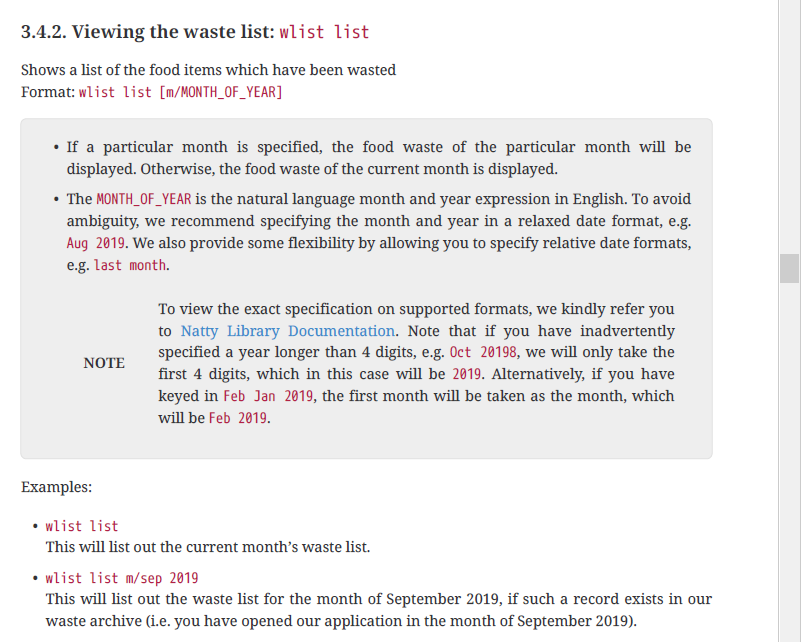 3.4.2. Viewing the waste list: wlist list
Shows a list of the food items which have been wasted
Format: wlist list [m/MONTH_OF_YEAR]
• If a particular month is specified, the food waste of the particular month will be
displayed. Otherwise, the food waste of the current month is displayed.
• The MONTH_OF_YEAR is the natural language month and year expression in English. To avoid
ambiguity, we recommend specifying the month and year in a relaxed date format, e.g.
Aug 2019. We also provide some flexibility by allowing you to specify relative date formats,
e.g. last month.
NOTE
To view the exact specification on supported formats, we kindly refer you
to Natty Library Documentation. Note that if you have inadvertently
specified a year longer than 4 digits, e.g. Oct 20198, we will only take the
first 4 digits, which in this case will be 2019. Alternatively, if you have
keyed in Feb Jan 2019, the first month will be taken as the month, which
will be Feb 2019.
Examples:
• wlist list
This will list out the current month’s waste list.
• wlist list m/sep 2019
This will list out the waste list for the month of September 2019, if such a record exists in our
waste archive (i.e. you have opened our application in the month of September 2019).